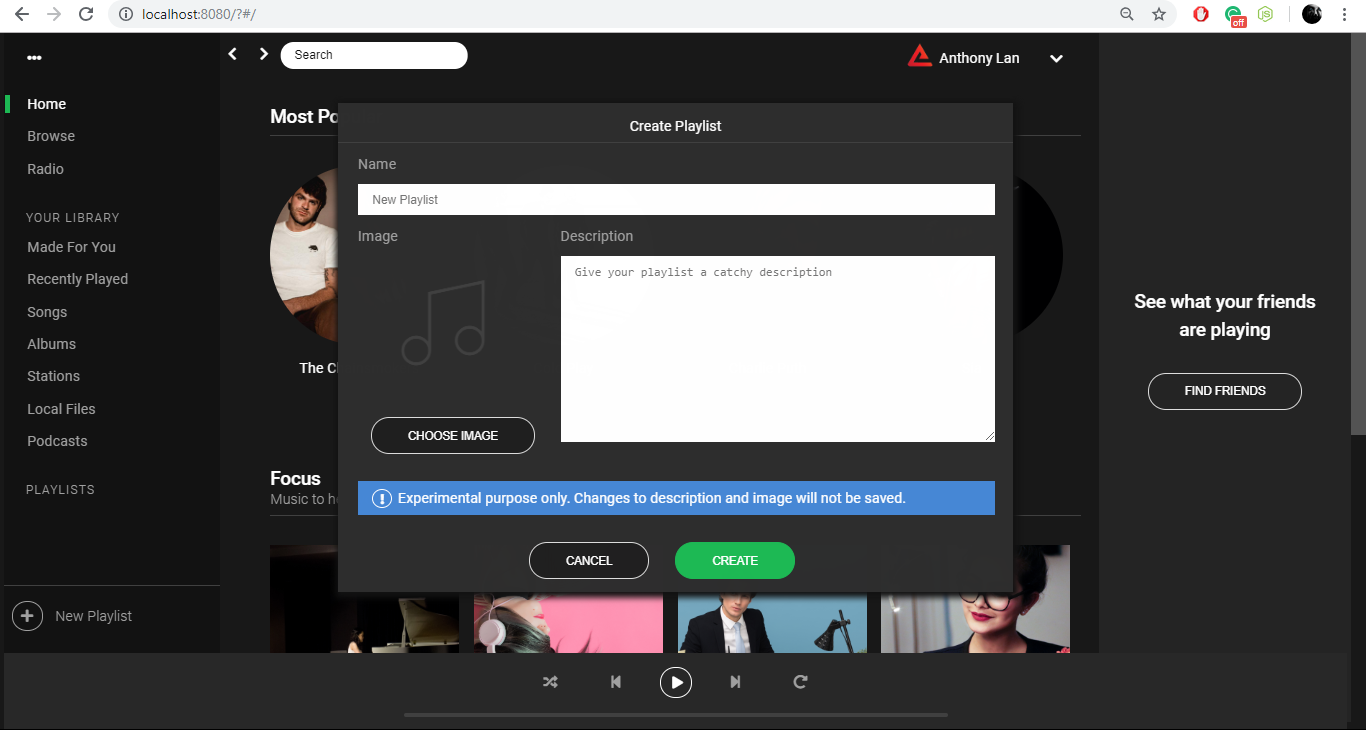 localhost:8080/?#/
off
Search
Anthony Lan
Home
Browse
Radio
YOUR LIBRARY
Made For You
Recently Played
Songs
Albums
Stations
Local Files
Podcasts
PLAYLISTS
New Playlist
Most Po
The Ch
Focus
Music to he
Create Playlist
Name
New Playlist
Image
Description
Give your playlist a catchy description
CHOOSE IMAGE
Experimental purpose only. Changes to description and image will not be saved.
CANCEL
CREATE
See what your friends
are playing
FIND FRIENDS